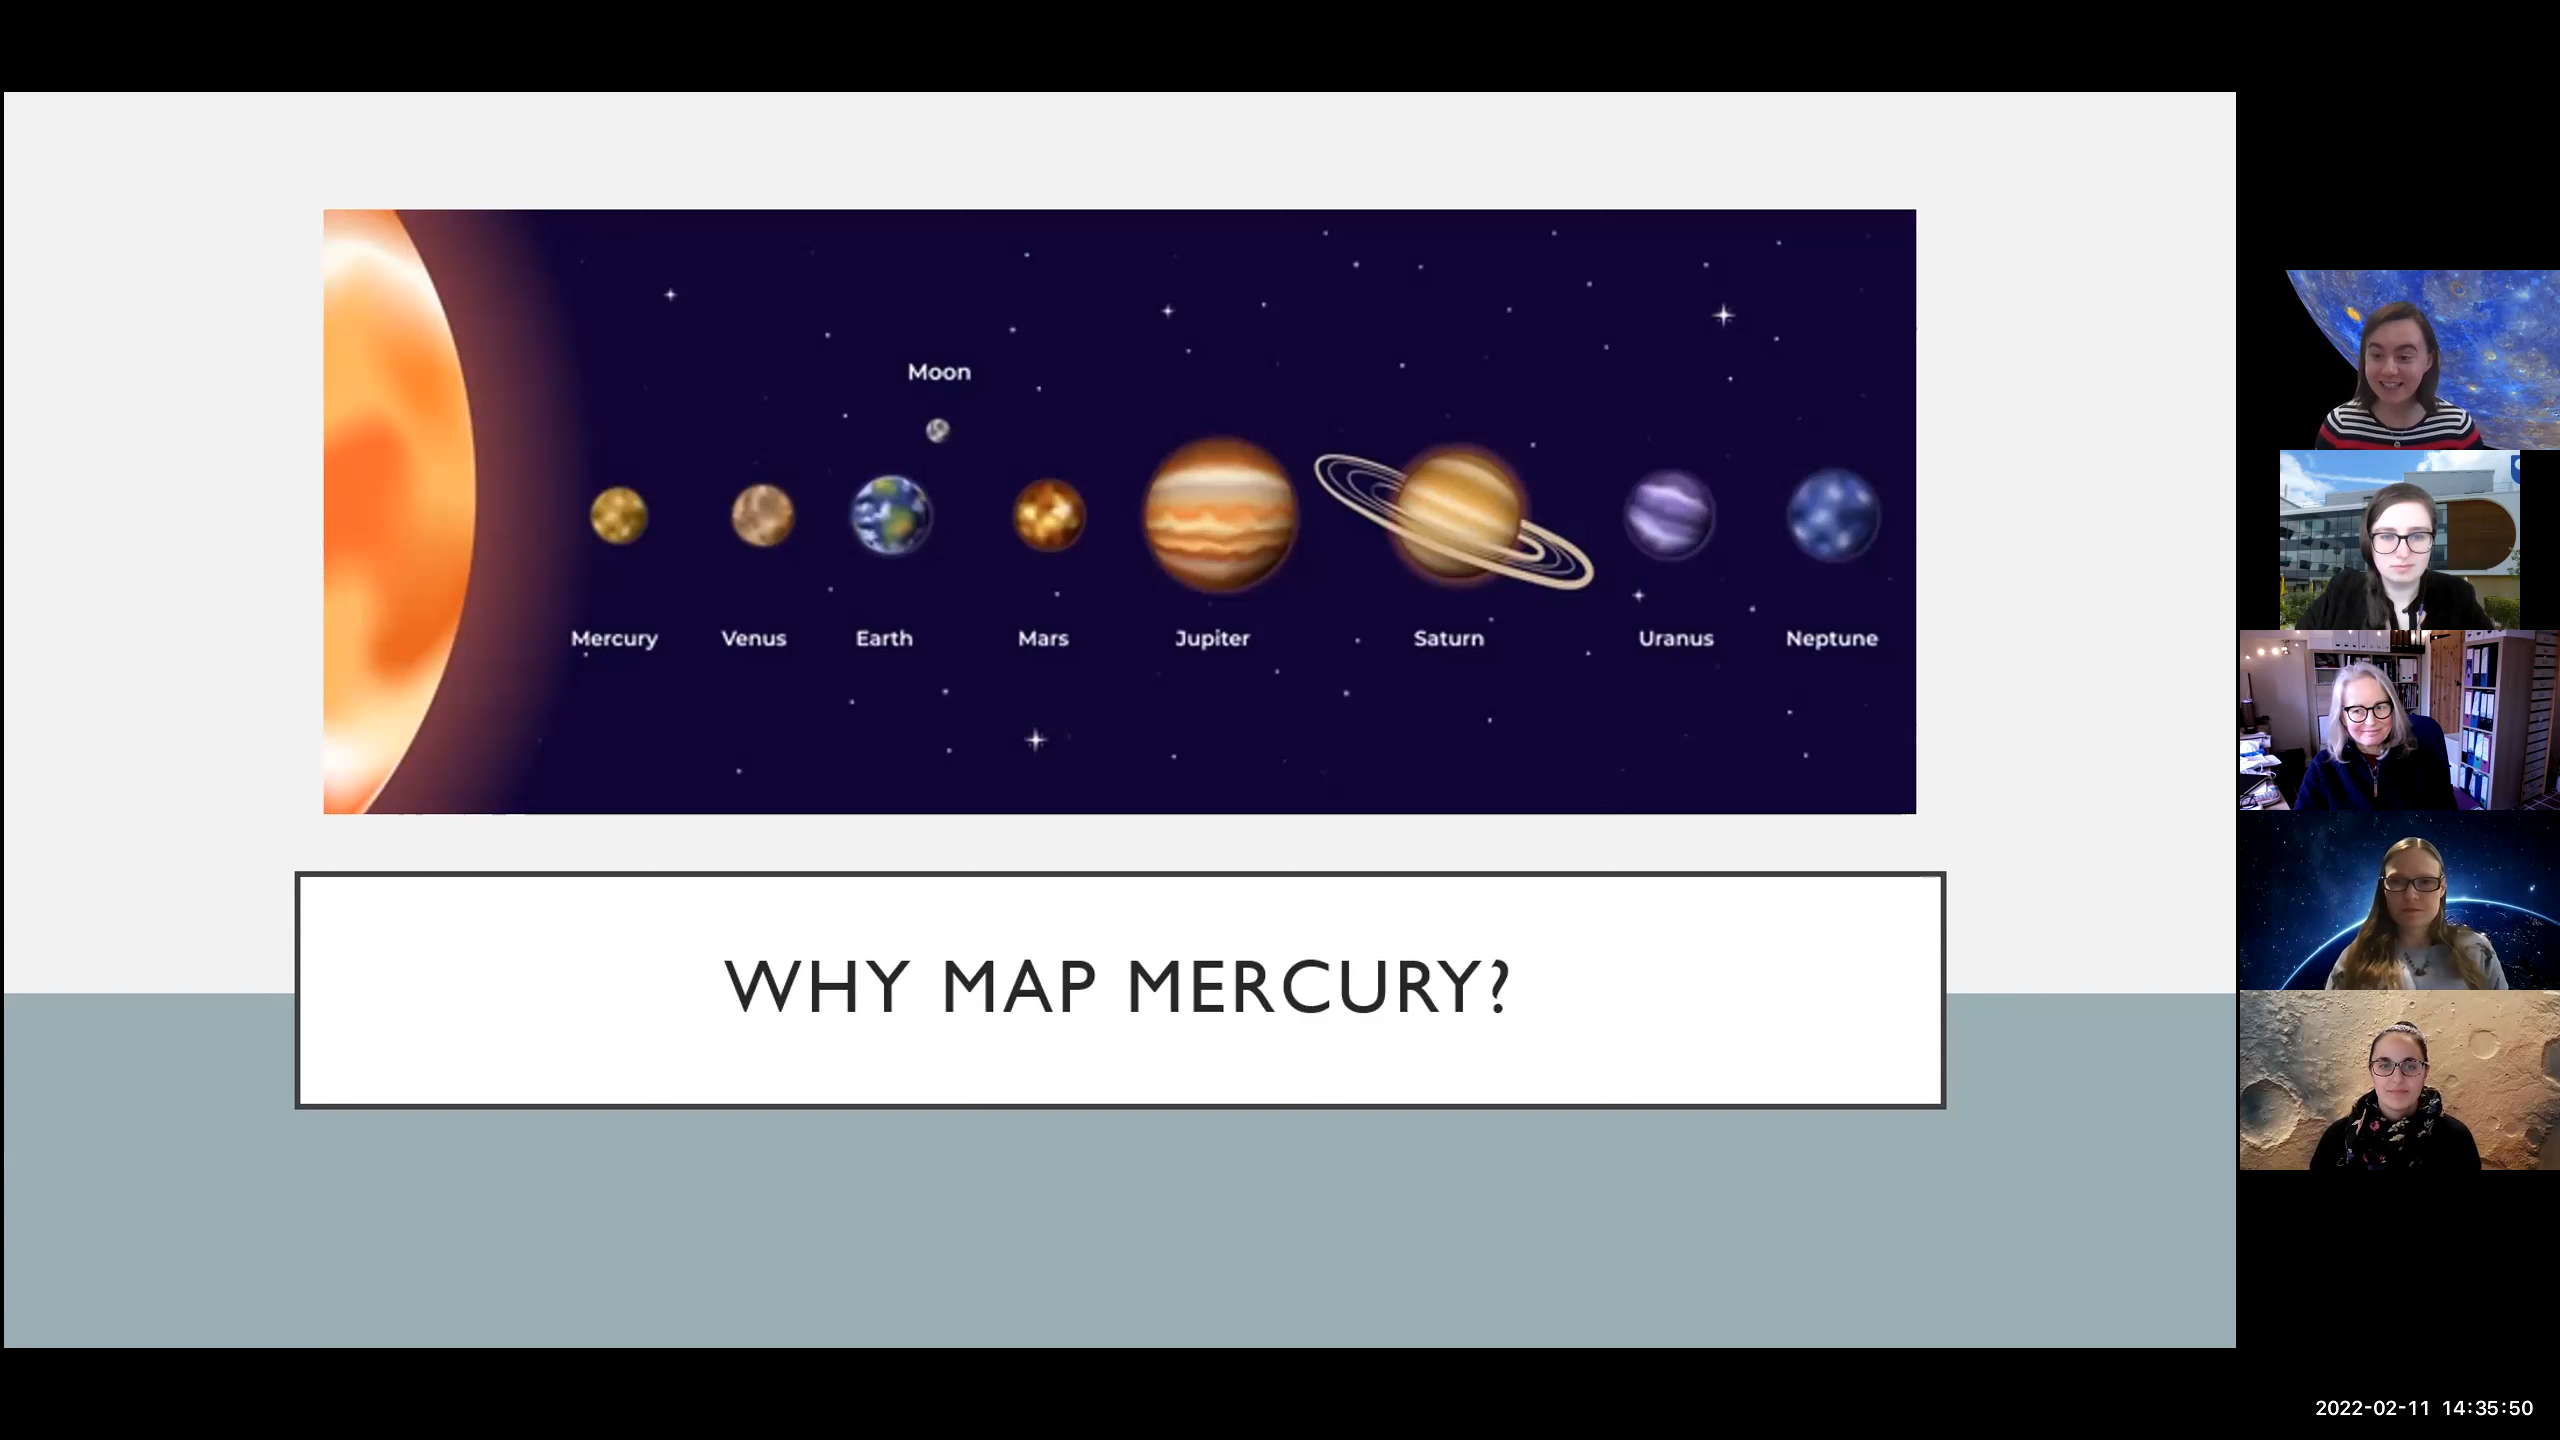 Moon
Mercury Venus Earth Mars Jupiter Saturn Uranus Neptune
WHY MAP MERCURY?
2022-02-11 14:35:50